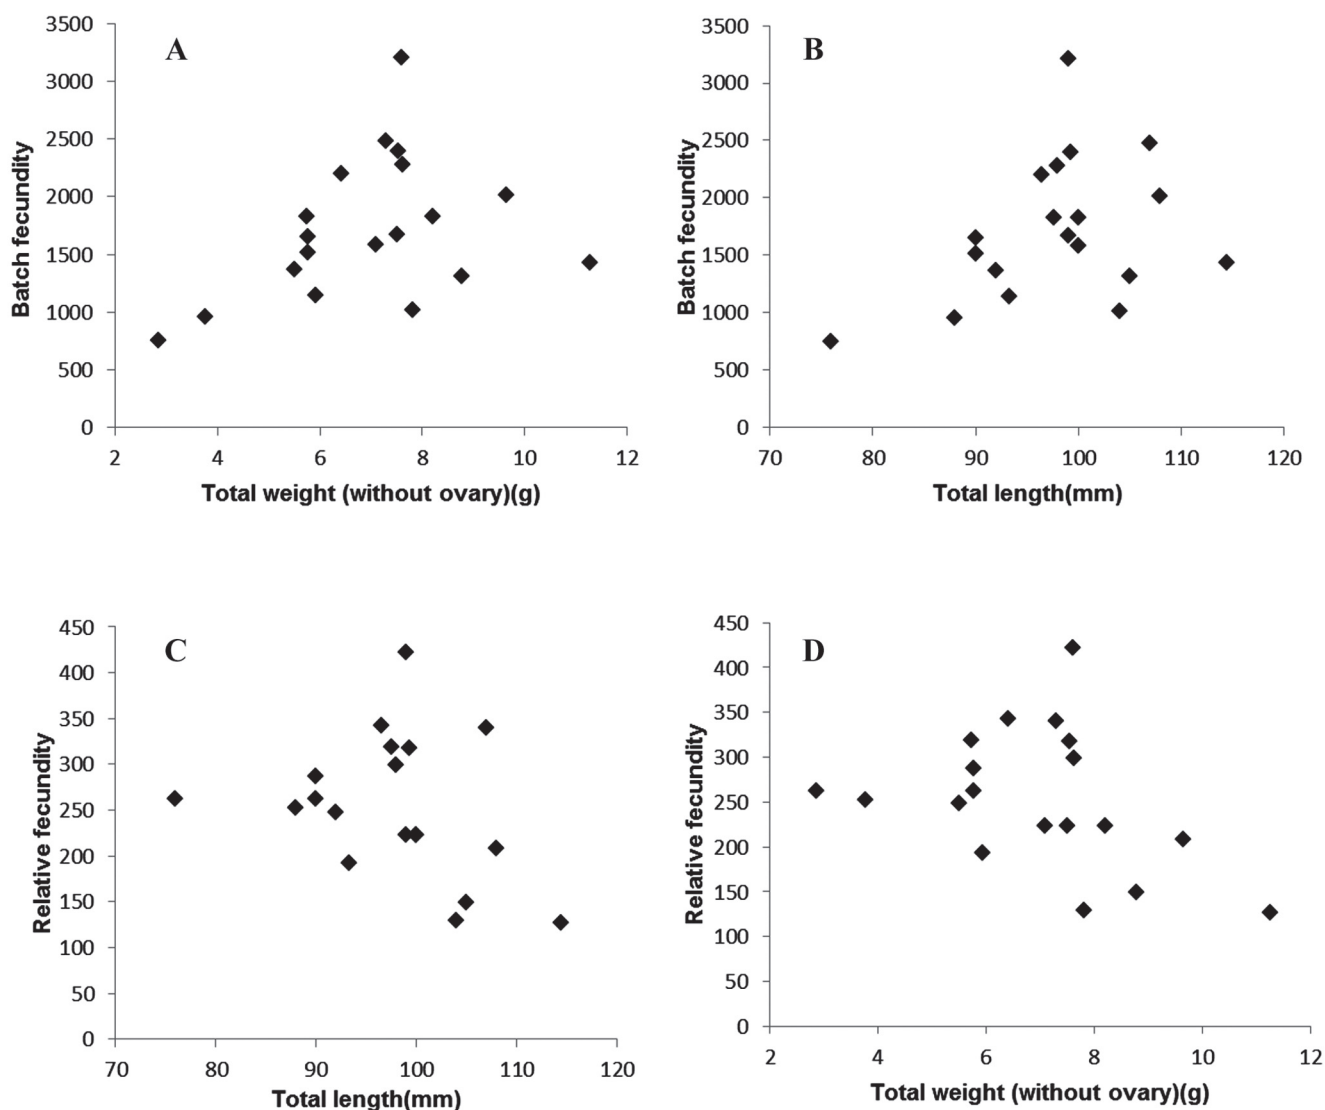 A
Batch fecundity
3500
3000
2500
2000
1500
1000
500
0
2 4 6 8 10 12
Total weight (without ovary)(g)
B
Batch fecundity
3500
3000
2500
2000
1500
1000
500
0
70 80 90 100 110 120
Total length(mm)
C
Relative fecundity
450
400
350
300
250
200
150
100
50
0
70 80 90 100 110 120
Total length(mm)
D
Relative fecundity
450
400
350
300
250
200
150
100
50
0
2 4 6 8 10 12
Total weight (without ovary)(g)